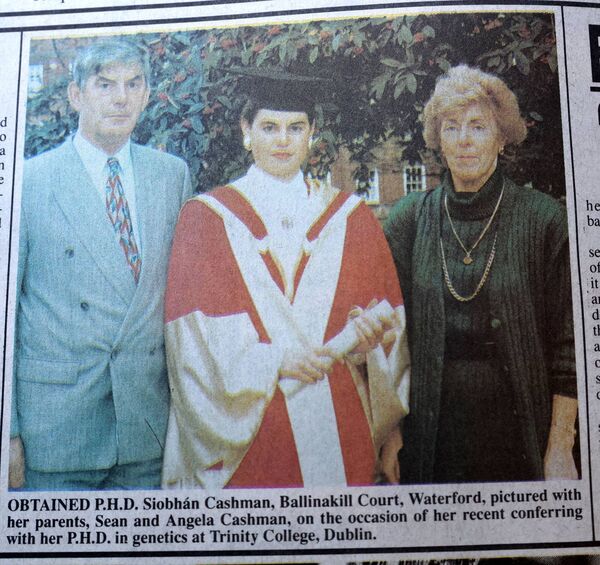 OBTAINED P.H.D. Siobhán Cashman, Ballinakill Court, Waterford, pictured with
her parents, Sean and Angela Cashman, on the occasion of her recent conferring
with her P.H.D. in genetics at Trinity College, Dublin.